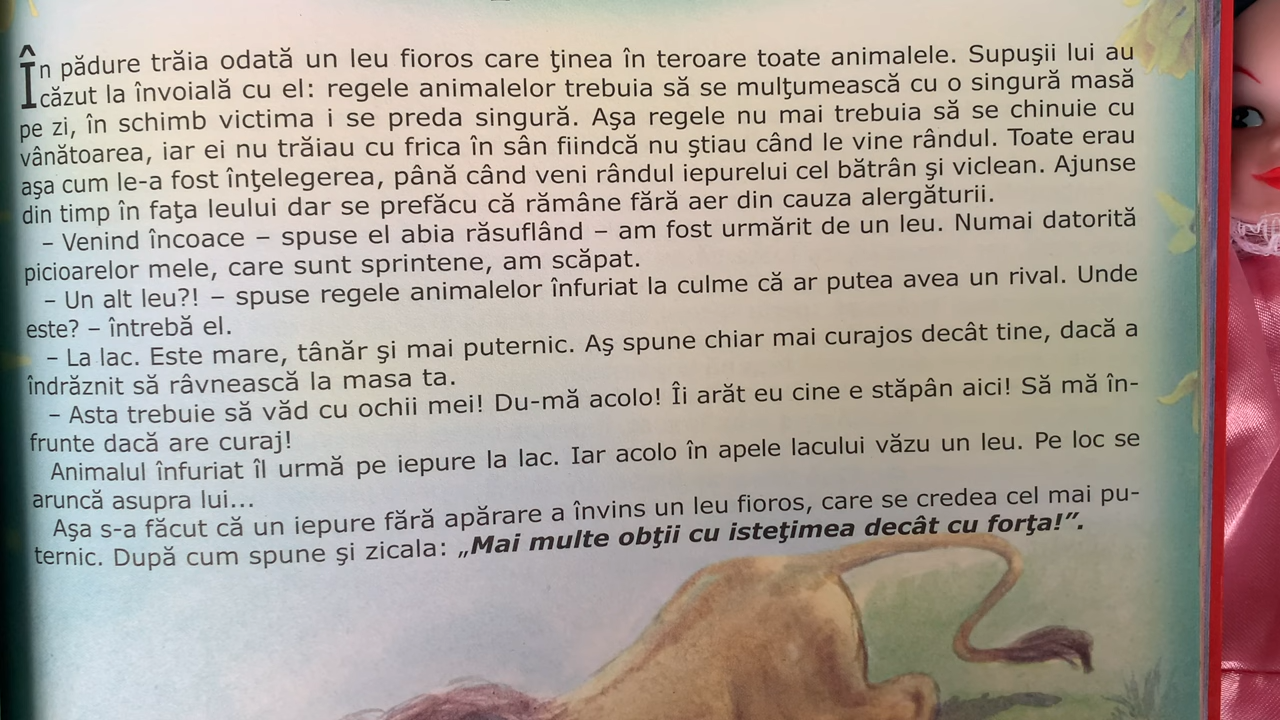 În pădure trăia odată un leu fioros care ţinea în teroare toate animalele. Supuşii lui au
căzut la învoială cu el: regele animalelor trebuia să se mulţumească cu o singură masă
pe zi, în schimb victima i se preda singură. Aşa regele nu mai trebuia să se chinuie cu
vânătoarea, iar ei nu trăiau cu frica în sân fiindcă nu ştiau când le vine rândul. Toate erau
aşa cum le-a fost înţelegerea, până când veni rândul iepurelui cel bătrân şi viclean. Ajunse
din timp în faţa leului dar se prefăcu că rămâne fără aer din cauza alergăturii.
– Venind încoace – spuse el abia răsuflând – am fost urmărit de un leu. Numai datorită
picioarelor mele, care sunt sprintene, am scăpat.
– Un alt leu?! – spuse regele animalelor înfuriat la culme că ar putea avea un rival. Unde
este? – întrebă el.
– La lac. Este mare, tânăr şi mai puternic. Aş spune chiar mai curajos decât tine, dacă a
îndrăznit să râvnească la masa ta.
– Asta trebuie să văd cu ochii mei! Du-mă acolo! Îi arăt eu cine e stăpân aici! Să mă în-
frunte dacă are curaj!
Animalul înfuriat îl urmă pe iepure la lac. Iar acolo în apele lacului văzu un leu. Pe loc se
aruncă asupra lui...
Aşa s-a făcut că un iepure fără apărare a învins un leu fioros, care se credea cel mai pu-
ternic. După cum spune şi zicala: „Mai multe obţii cu isteţimea decât cu forţa!”.